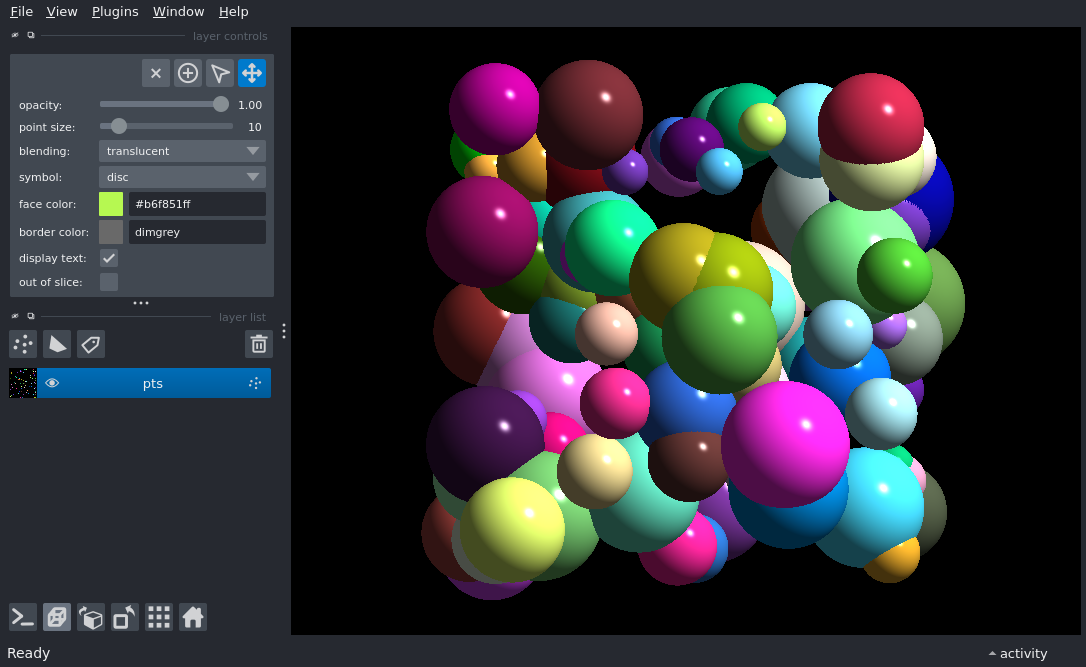 File View Plugins Window Help
layer controls
opacity: 1.00
point size: 10
blending: translucent
symbol: disc
face color: #b6f851ff
border color: dimgrey
display text:
out of slice:
layer list
pts
Ready
activity